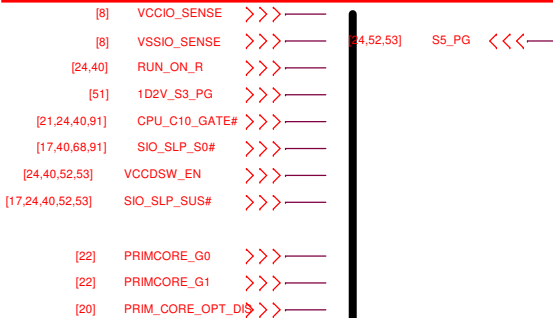 [8] VCCIO_SENSE
[8] VSSIO_SENSE
[24,52,53] S5_PG
[24,40] RUN_ON_R
[51] 1D2V_S3_PG
[21,24,40,91] CPU_C10_GATE#
[17,40,68,91] SIO_SLP_S0#
[24,40,52,53] VCCDSW_EN
[17,24,40,52,53] SIO_SLP_SUS#
[22] PRIMCORE_G0
[22] PRIMCORE_G1
[20] PRIM_CORE_OPT_DIS